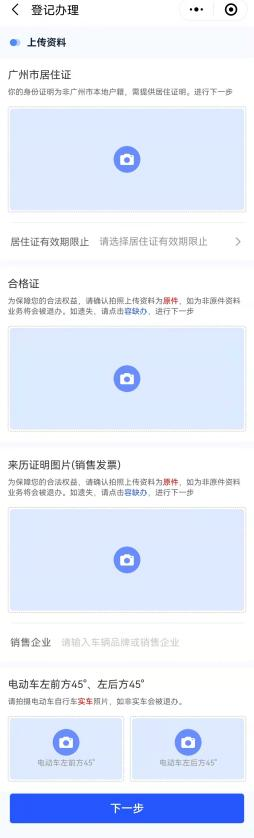 登记办理
上传资料
广州市居住证
你的身份证明为非广州市本地户籍，需提供居住证明。进行下一步
居住证有效期限止 请选择居住证有效期限止
合格证
为保障您的合法权益，请确认拍照上传资料为原件，如为非原件资料
业务将会被退办。如遗失，请点击容缺办，进行下一步
来历证明图片(销售发票)
为保障您的合法权益，请确认拍照上传资料为原件，如为非原件资料
业务将会被退办。如遗失，请点击容缺办，进行下一步
销售企业 请输入车辆品牌或销售企业
电动车左前方45°、左后方45°
请拍摄电动车自行车实车照片，如非实车会被退办。
电动车左前方45° 电动车左后方45°
下一步